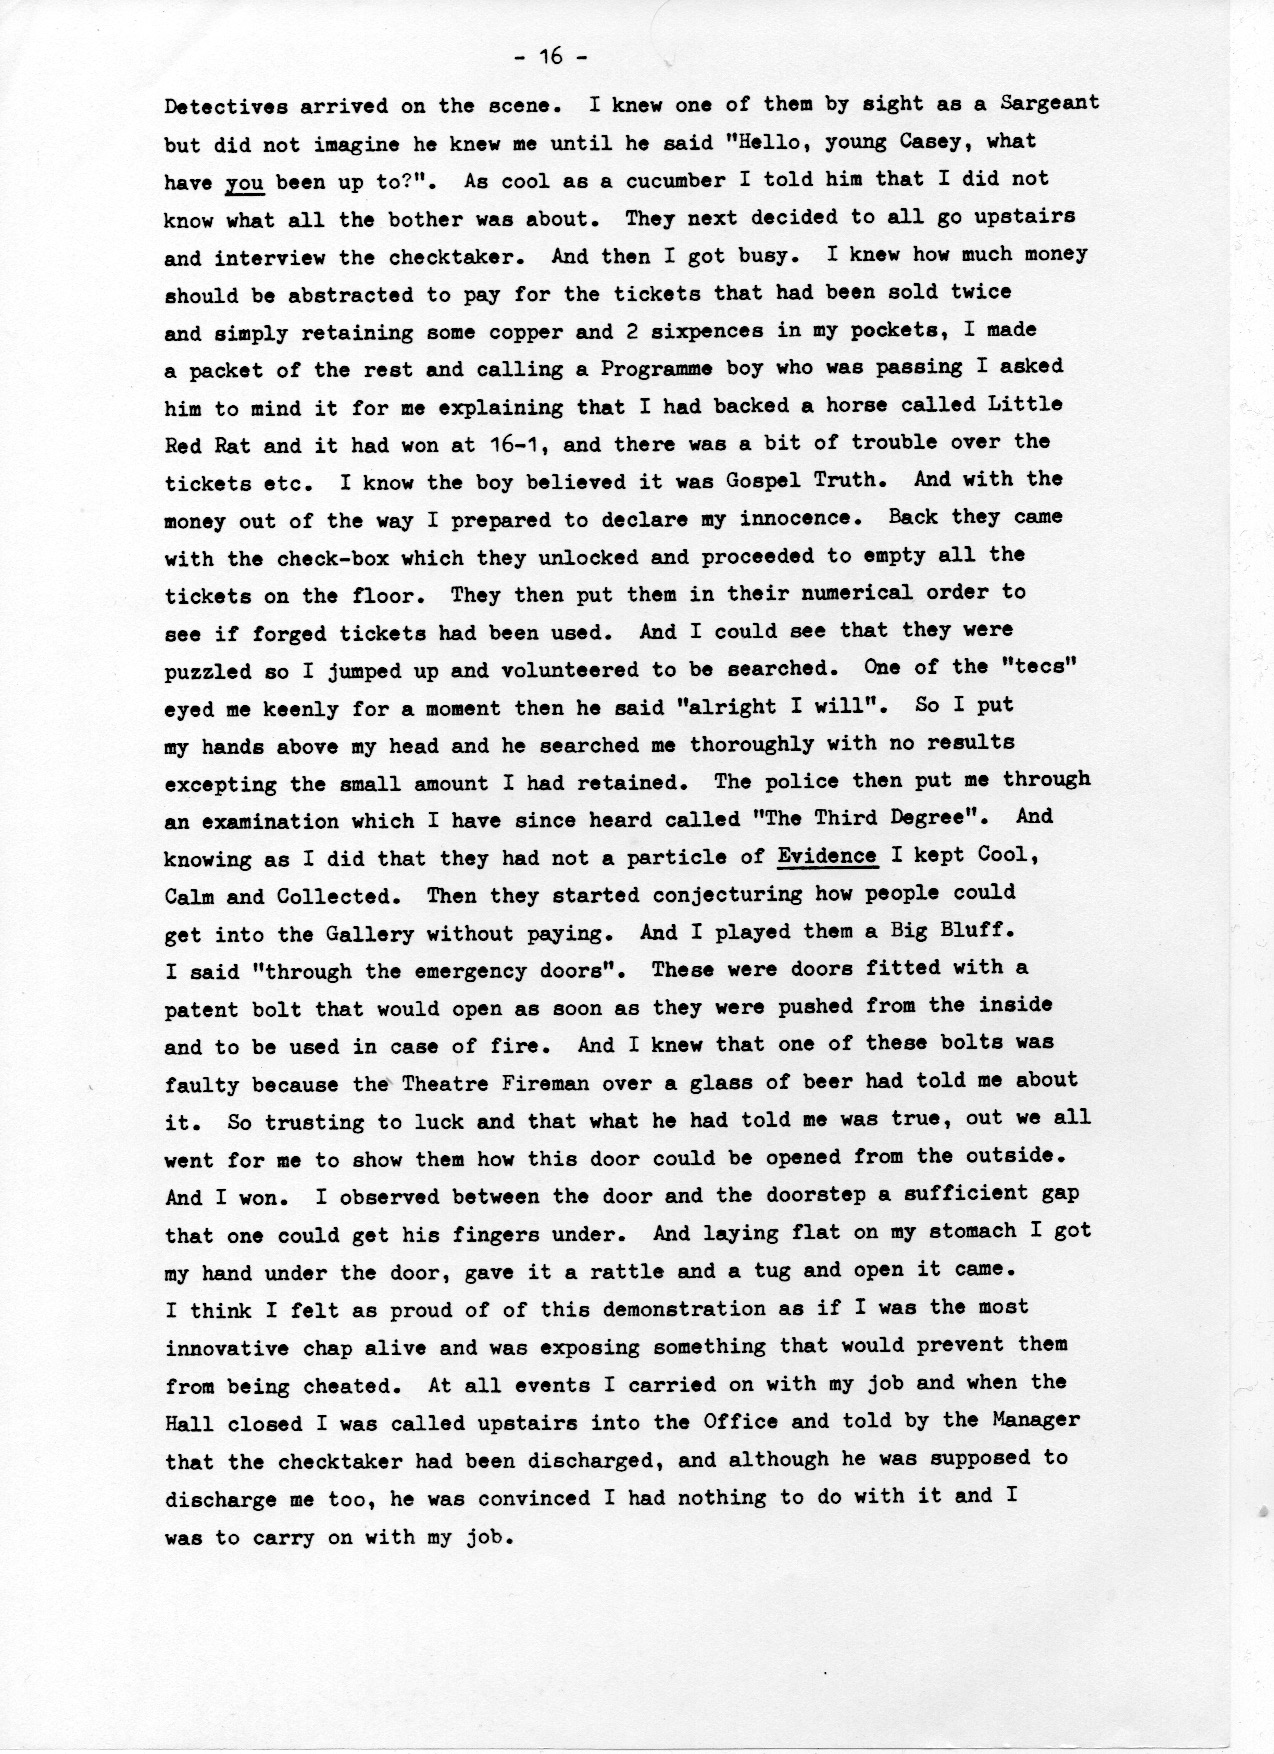 - 16 -
Detectives arrived on the scene. I knew one of them by sight as a Sargeant
but did not imagine he knew me until he said "Hello, young Casey, what
have you been up to?". As cool as a cucumber I told him that I did not
know what all the bother was about. They next decided to all go upstairs
and interview the checktaker. And then I got busy. I knew how much money
should be abstracted to pay for the tickets that had been sold twice
and simply retaining some copper and 2 sixpences in my pockets, I made
a packet of the rest and calling a Programme boy who was passing I asked
him to mind it for me explaining that I had backed a horse called Little
Red Rat and it had won at 16-1, and there was a bit of trouble over the
tickets etc. I know the boy believed it was Gospel Truth. And with the
money out of the way I prepared to declare my innocence. Back they came
with the check-box which they unlocked and proceeded to empty all the
tickets on the floor. They then put them in their numerical order to
see if forged tickets had been used. And I could see that they were
puzzled so I jumped up and volunteered to be searched. One of the "tecs"
eyed me keenly for a moment then he said "alright I will". So I put
my hands above my head and he searched me thoroughly with no results
excepting the small amount I had retained. The police then put me through
an examination which I have since heard called "The Third Degree". And
knowing as I did that they had not a particle of Evidence I kept Cool,
Calm and Collected. Then they started conjecturing how people could
get into the Gallery without paying. And I played them a Big Bluff.
I said "through the emergency doors". These were doors fitted with a
patent bolt that would open as soon as they were pushed from the inside
and to be used in case of fire. And I knew that one of these bolts was
faulty because the Theatre Fireman over a glass of beer had told me about
it. So trusting to luck and that what he had told me was true, out we all
went for me to show them how this door could be opened from the outside.
And I won. I observed between the door and the doorstep a sufficient gap
that one could get his fingers under. And laying flat on my stomach I got
my hand under the door, gave it a rattle and a tug and open it came.
I think I felt as proud of of this demonstration as if I was the most
innovative chap alive and was exposing something that would prevent them
from being cheated. At all events I carried on with my job and when the
Hall closed I was called upstairs into the Office and told by the Manager
that the checktaker had been discharged, and although he was supposed to
discharge me too, he was convinced I had nothing to do with it and I
was to carry on with my job.